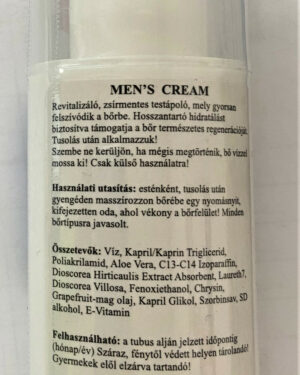 MEN'S CREAM
Revitalizáló, zsírmentes testápoló, mely gyorsan
felszívódik a bőrbe. Hosszantartó hidratálást
biztosítva támogatja a bőr természetes regenerációját.
Tusolás után alkalmazzuk!
Szembe ne kerüljön, ha mégis megtörténik, bő vízzel
mossa ki! Csak külső használatra!
Használati utasítás: esténként, tusolás után
gyengéden masszírozzon bőrébe egy nyományit,
kifejezetten oda, ahol vékony a bőrfelület! Minden
bőrtípusra javasolt.
Összetevők: Víz, Kapril/Kaprin Triglicerid,
Poliakrilamid, Aloe Vera, C13-C14 Izoparaffin,
Dioscorea Hirticaulis Extract Absorbent, Laureth7,
Dioscorea Villosa, Fenoxiethanol, Chrysin,
Grapefruit-mag olaj, Kapril Glikol, Szorbinsav, SD
alkohol, E-Vitamin
Felhasználható: a tubus alján jelzett időpontig
(hónap/év) Száraz, fénytől védett helyen tárolandó!
Gyermekek elől elzárva tartandó!